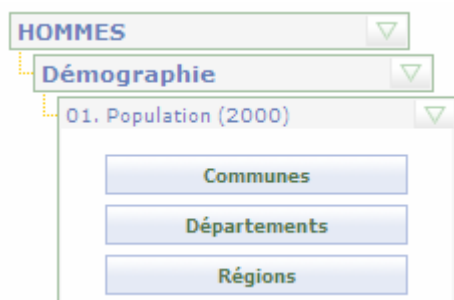 HOMMES
Démographie
01. Population (2000)
Communes
Départements
Régions